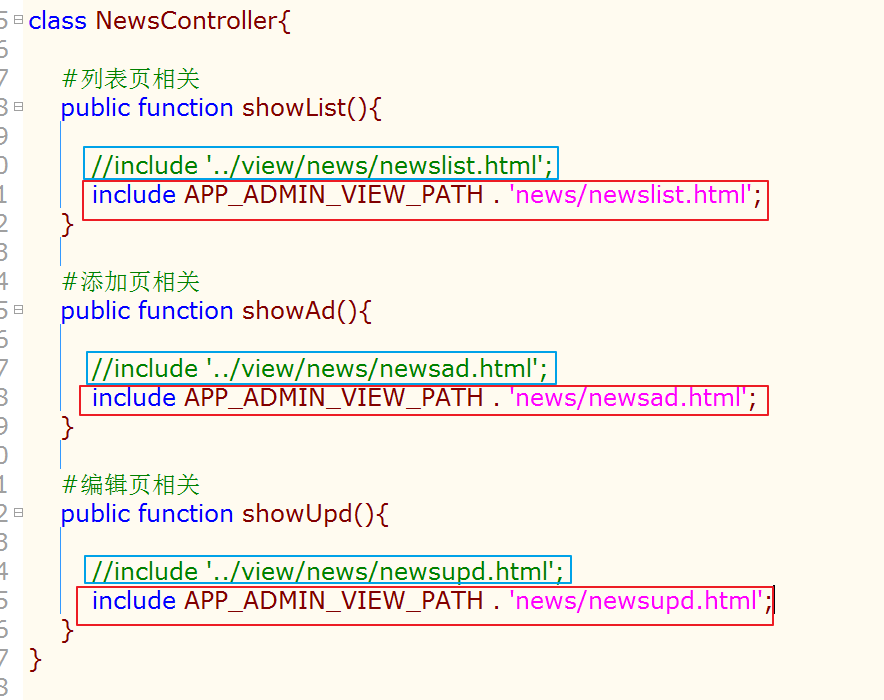 5 class NewsController{
6
7 #列表页相关
8 public function showList(){
9
0 //include '../view/news/newslist.html';
1 include APP_ADMIN_VIEW_PATH . 'news/newslist.html';
2 }
3
4 #添加页相关
5 public function showAd(){
6
7 //include '../view/news/newsad.html';
8 include APP_ADMIN_VIEW_PATH . 'news/newsad.html';
9 }
0
1 #编辑页相关
2 public function showUpd(){
3
4 //include '../view/news/newsupd.html';
5 include APP_ADMIN_VIEW_PATH . 'news/newsupd.html';
6 }
7 }
8